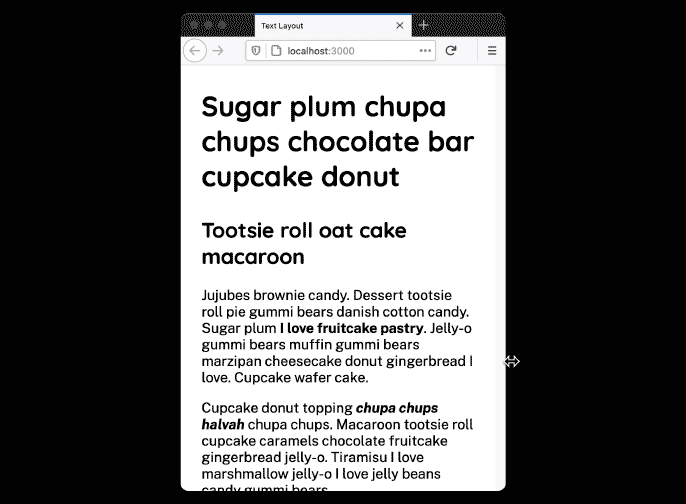 Text Layout
localhost:3000
Sugar plum chupa
chups chocolate bar
cupcake donut
Tootsie roll oat cake
macaroon
Jujubes brownie candy. Dessert tootsie
roll pie gummi bears danish cotton candy.
Sugar plum I love fruitcake pastry. Jelly-o
gummi bears muffin gummi bears
marzipan cheesecake donut gingerbread I
love. Cupcake wafer cake.
Cupcake donut topping chupa chups
halvah chupa chups. Macaroon tootsie roll
cupcake caramels chocolate fruitcake
gingerbread jelly-o. Tiramisu I love
marshmallow jelly-o I love jelly beans
candy gummi bears